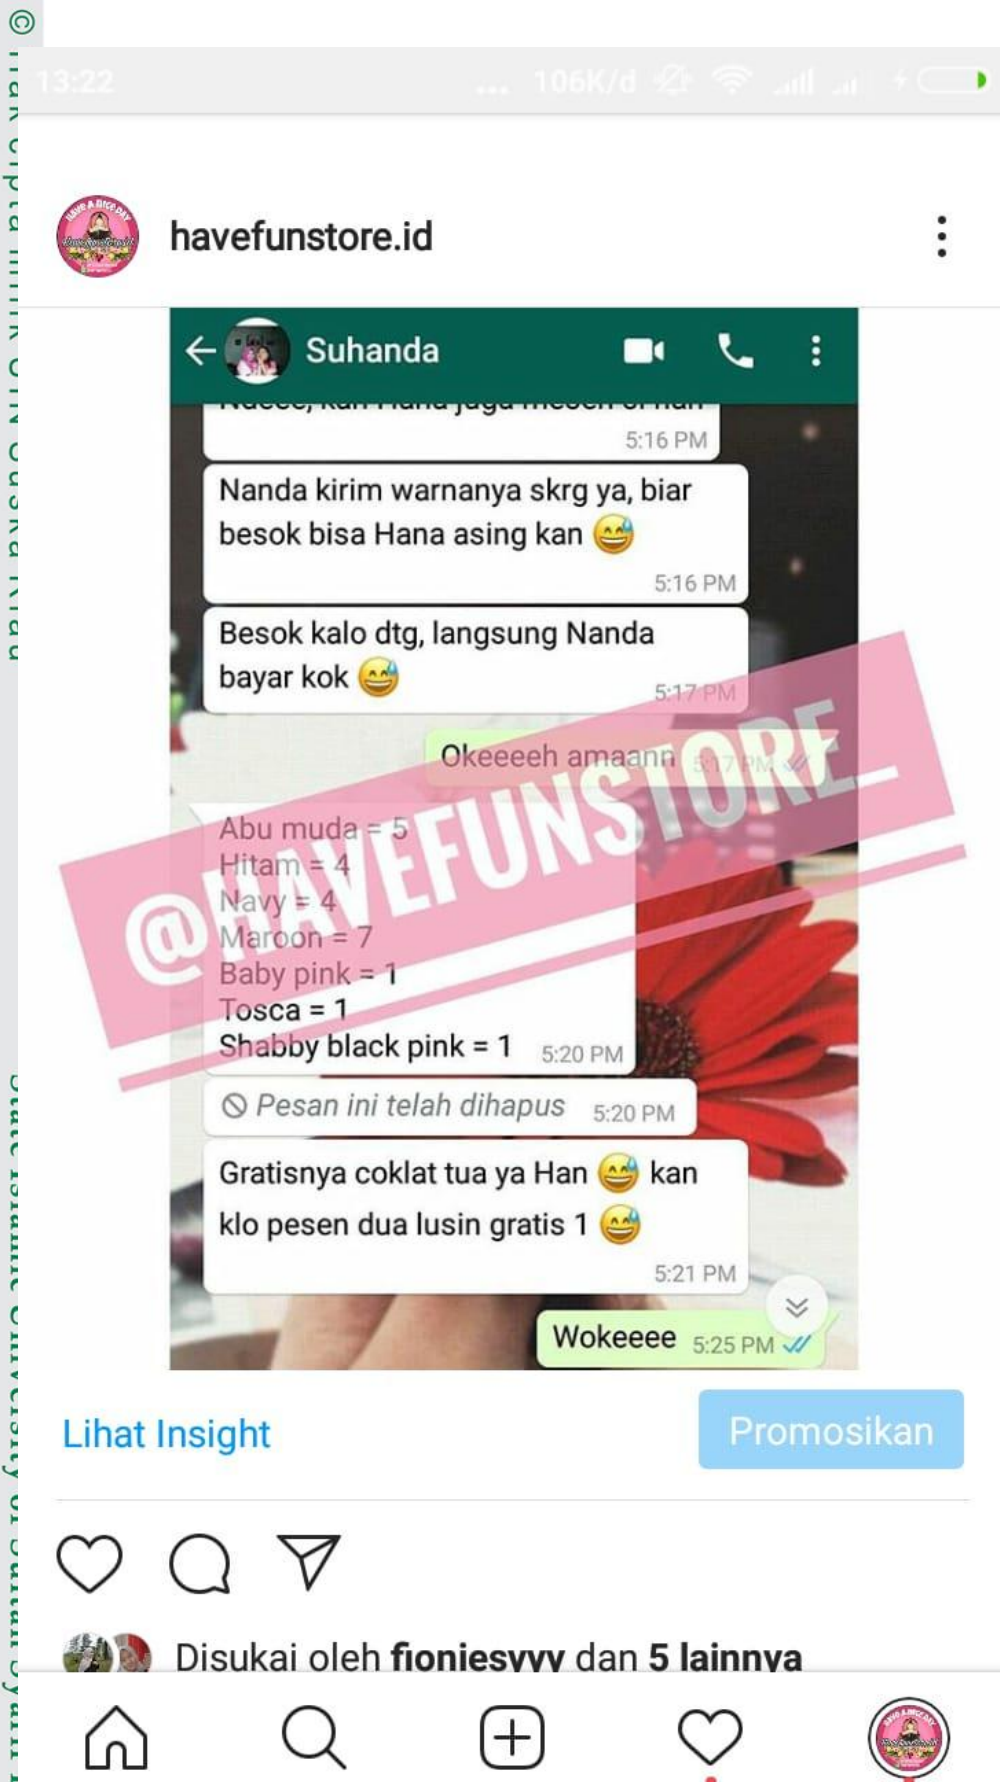 ©
13:22
... 106K/d
havefunstore.id
Suhanda
5:16 PM
Nanda kirim warnanya skrg ya, biar
besok bisa Hana asing kan 😅
5:16 PM
Besok kalo dtg, langsung Nanda
bayar kok 😅
5:17 PM
Okeeeeh amaann 5:17 PM
@HAVEFUNSTORE_
Abu muda = 5
Hitam = 4
Navy = 4
Maroon = 7
Baby pink = 1
Tosca = 1
Shabby black pink = 1 5:20 PM
Pesan ini telah dihapus 5:20 PM
Gratisnya coklat tua ya Han 😅 kan
klo pesen dua lusin gratis 1 😅
5:21 PM
Wokeeee 5:25 PM
Lihat Insight
Promosikan
Disukai oleh fioniesyyy dan 5 lainnya